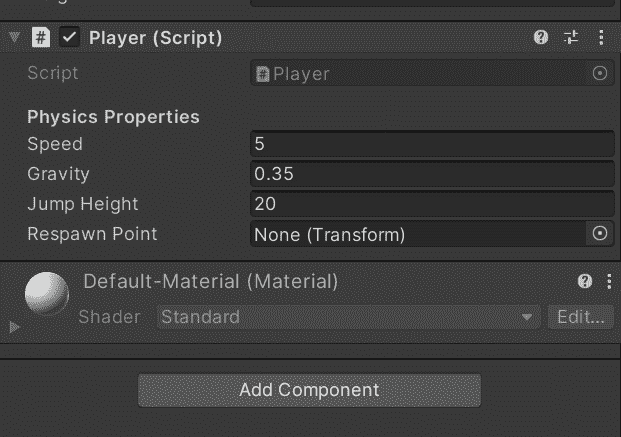 Player (Script)
Script
Player
Physics Properties
Speed
5
Gravity
0.35
Jump Height
20
Respawn Point
None (Transform)
Default-Material (Material)
Shader
Standard
Edit...
Add Component